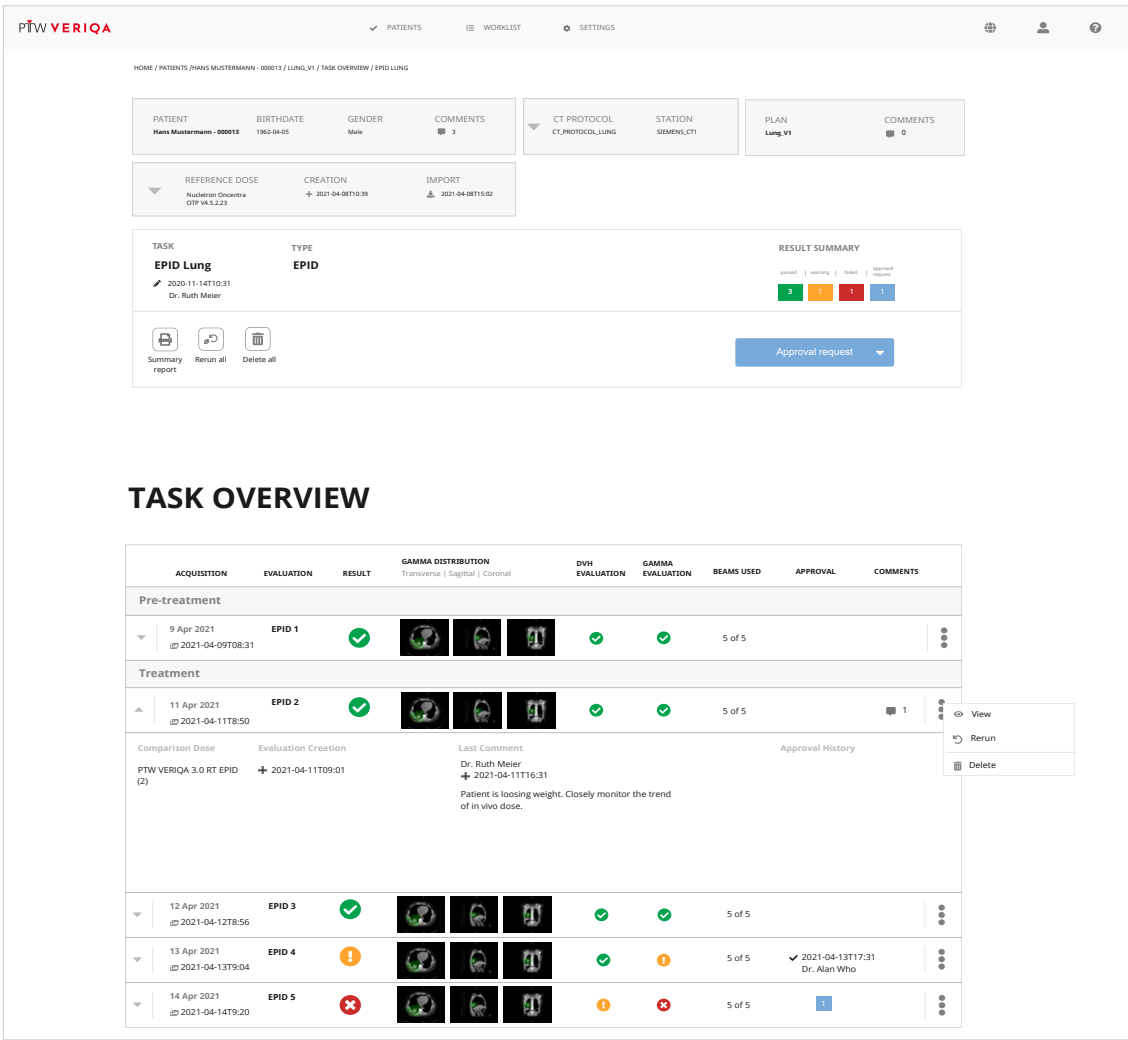 PTW VERIQA
PATIENTS
WORKLIST
SETTINGS
HOME / PATIENTS /HANS MUSTERMANN - 000013 / LUNG_V1 / TASK OVERVIEW / EPID LUNG
PATIENT BIRTHDATE GENDER COMMENTS
Hans Mustermann - 000013 1962-04-05 Male 3
CT PROTOCOL STATION
CT_PROTOCOL_LUNG SIEMENS_CT1
PLAN COMMENTS
Lung_V1 0
REFERENCE DOSE CREATION IMPORT
Nucletron Oncentra 2021-04-08T10:39 2021-04-08T15:02
OTP V4.5.2.23
TASK TYPE RESULT SUMMARY
EPID Lung EPID
2020-11-14T10:31
Dr. Ruth Meier
passed | warning | failed | approval
request
3 1 1 1
Summary
report
Rerun all
Delete all
Approval request
TASK OVERVIEW
ACQUISITION EVALUATION RESULT
GAMMA DISTRIBUTION
Transverse | Sagittal | Coronal
DVH
EVALUATION
GAMMA
EVALUATION
BEAMS USED APPROVAL COMMENTS
Pre-treatment
9 Apr 2021 EPID 1
2021-04-09T08:31 5 of 5
Treatment
11 Apr 2021 EPID 2
2021-04-11T8:50 5 of 5 1
View
Rerun
Delete
Comparison Dose Evaluation Creation Last Comment Approval History
PTW VERIQA 3.0 RT EPID
(2)
2021-04-11T09:01
Dr. Ruth Meier
2021-04-11T16:31
Patient is loosing weight. Closely monitor the trend
of in vivo dose.
12 Apr 2021 EPID 3
2021-04-12T8:56 5 of 5
13 Apr 2021 EPID 4
2021-04-13T9:04 5 of 5 2021-04-13T17:31
Dr. Alan Who
14 Apr 2021 EPID 5
2021-04-14T9:20 5 of 5 1